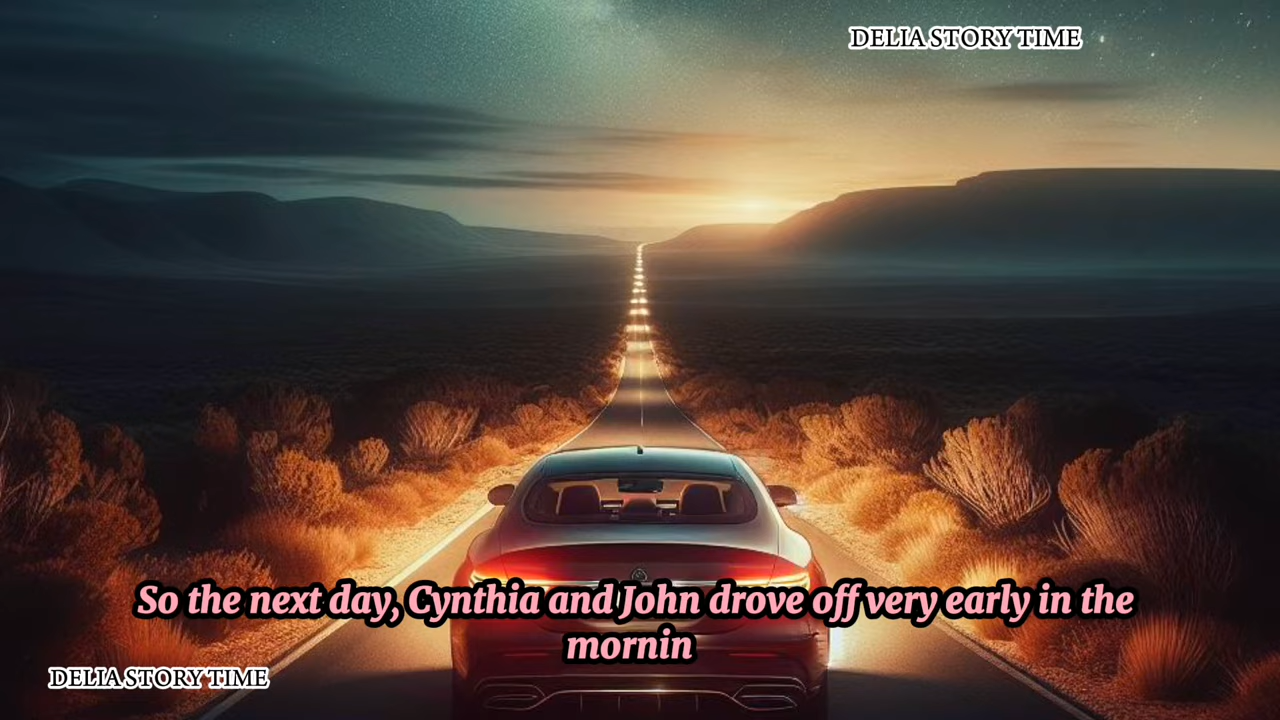 DELIA STORY TIME
So the next day, Cynthia and John drove off very early in the
mornin
DELIA STORY TIME